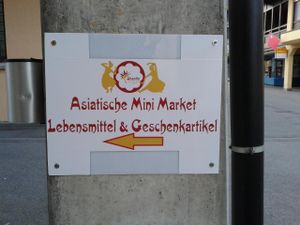 Asiatische Mini Market
Lebensmittel & Geschenkartikel